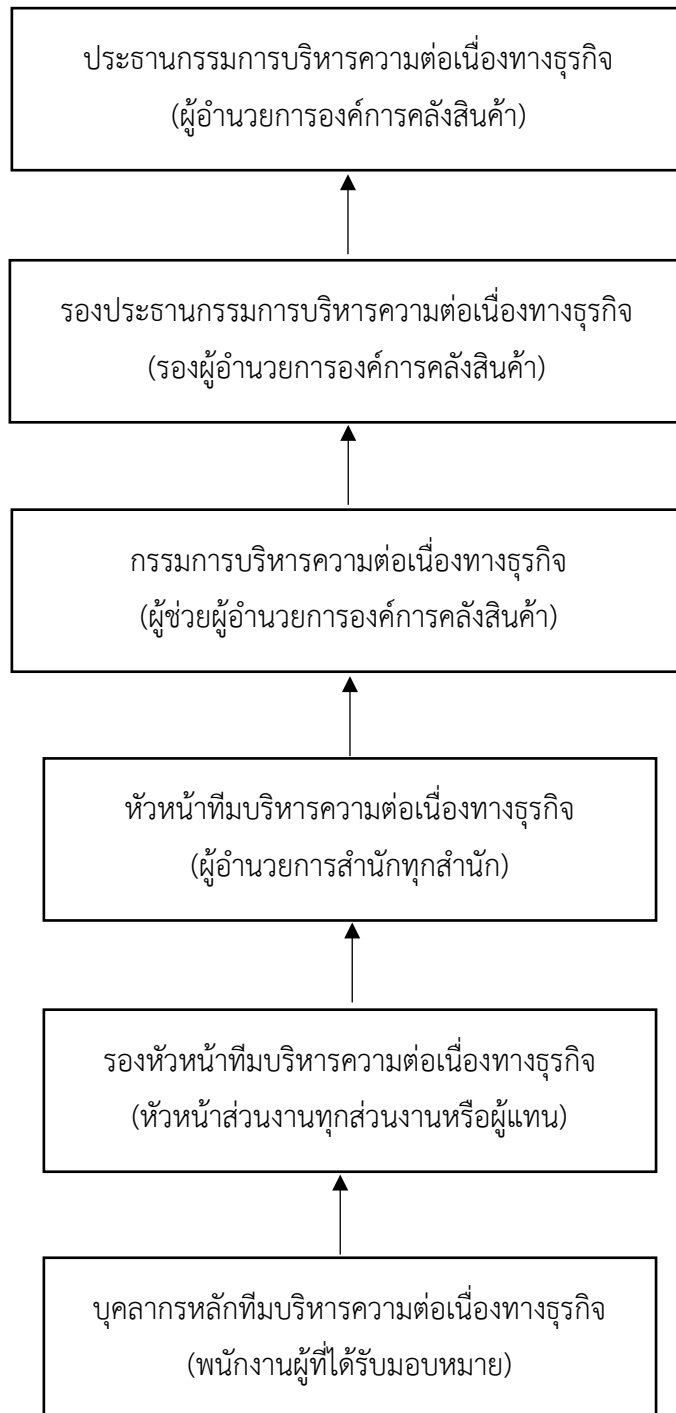 ประธานกรรมการบริหารความต่อเนื่องทางธุรกิจ
(ผู้อำนวยการองค์การคลังสินค้า)
รองประธานกรรมการบริหารความต่อเนื่องทางธุรกิจ
(รองผู้อำนวยการองค์การคลังสินค้า)
กรรมการบริหารความต่อเนื่องทางธุรกิจ
(ผู้ช่วยผู้อำนวยการองค์การคลังสินค้า)
หัวหน้าทีมบริหารความต่อเนื่องทางธุรกิจ
(ผู้อำนวยการสำนักทุกสำนัก)
รองหัวหน้าทีมบริหารความต่อเนื่องทางธุรกิจ
(หัวหน้าส่วนงานทุกส่วนงานหรือผู้แทน)
บุคลากรหลักทีมบริหารความต่อเนื่องทางธุรกิจ
(พนักงานผู้ที่ได้รับมอบหมาย)